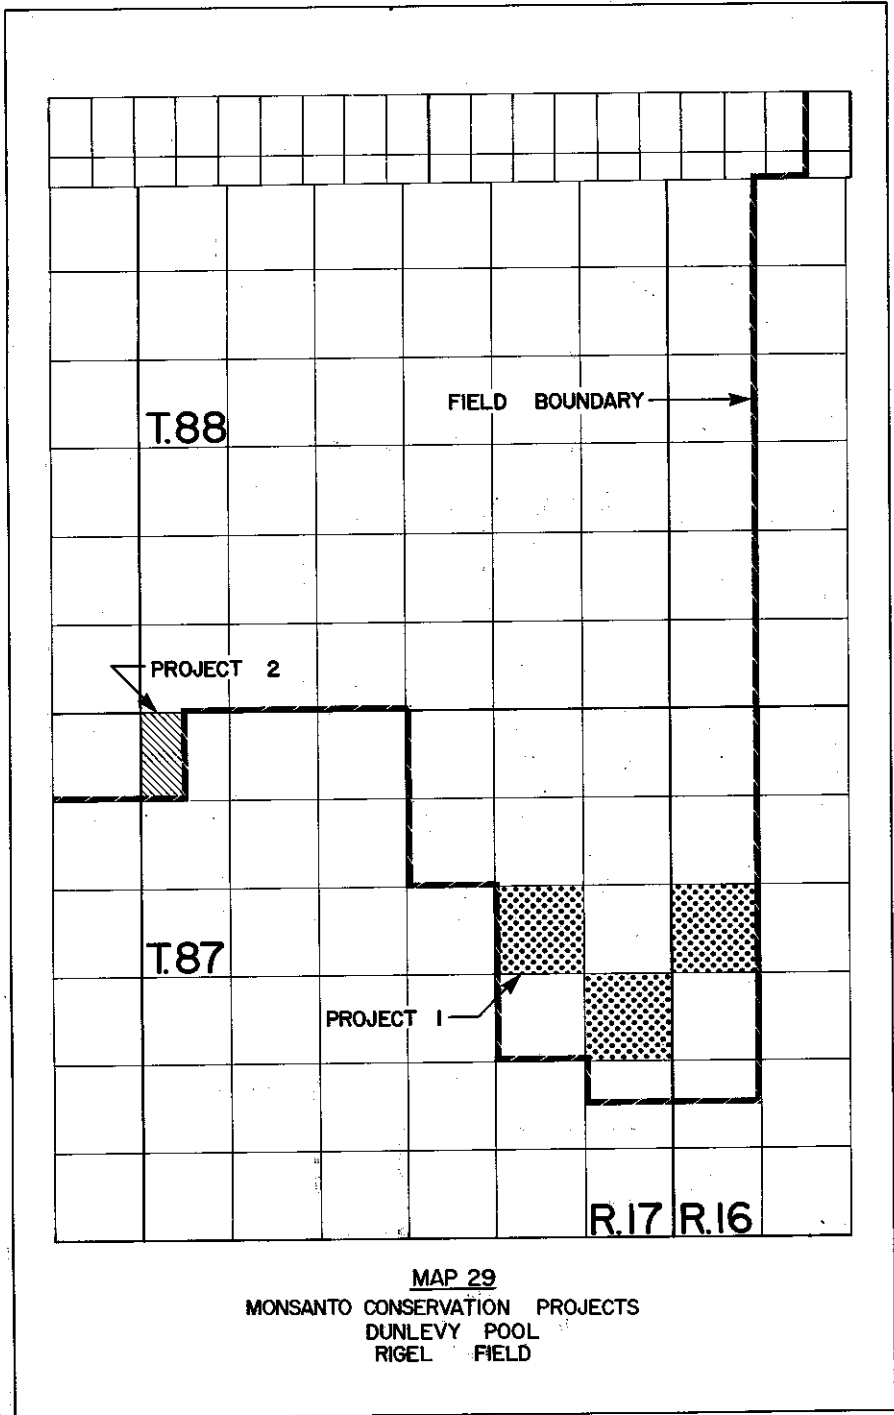 FIELD BOUNDARY
T.88
PROJECT 2
T.87
PROJECT 1
R.17 R.16
MAP 29
MONSANTO CONSERVATION PROJECTS
DUNLEVY POOL
RIGEL FIELD